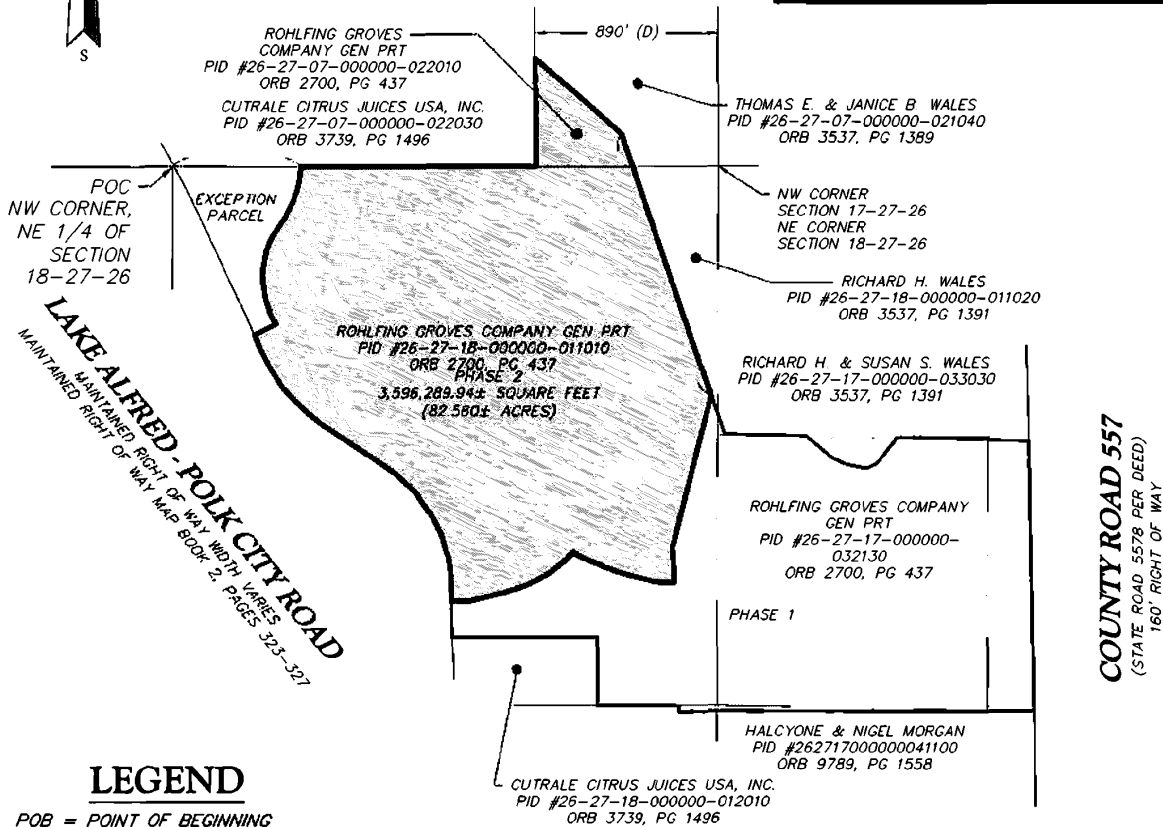 S
890' (D)
ROHLFING GROVES
COMPANY GEN PRT
PID #26-27-07-000000-022010
ORB 2700, PG 437
CUTRALE CITRUS JUICES USA, INC.
PID #26-27-07-000000-022030
ORB 3739, PG 1496
THOMAS E. & JANICE B. WALES
PID #26-27-07-000000-021040
ORB 3537, PG 1389
POC
NW CORNER,
NE 1/4 OF
SECTION
18-27-26
EXCEPTION
PARCEL
NW CORNER
SECTION 17-27-26
NE CORNER
SECTION 18-27-26
RICHARD H. WALES
PID #26-27-18-000000-011020
ORB 3537, PG 1391
ROHLFING GROVES COMPANY GEN PRT
PID #26-27-18-000000-011010
ORB 2700, PG 437
PHASE 2
3,596,289.94± SQUARE FEET
(82.560± ACRES)
RICHARD H. & SUSAN S. WALES
PID #26-27-17-000000-033030
ORB 3537, PG 1391
LAKE ALFRED - POLK CITY ROAD
MAINTAINED RIGHT OF WAY WIDTH VARIES
MAINTAINED RIGHT OF WAY MAP BOOK 2, PAGES 323-327
ROHLFING GROVES COMPANY
GEN PRT
PID #26-27-17-000000-
032130
ORB 2700, PG 437
PHASE 1
COUNTY ROAD 557
(STATE ROAD 5578 PER DEED)
160' RIGHT OF WAY
HALCYONE & NIGEL MORGAN
PID #262717000000041100
ORB 9789, PG 1558
CUTRALE CITRUS JUICES USA, INC.
PID #26-27-18-000000-012010
ORB 3739, PG 1496
LEGEND
POB = POINT OF BEGINNING